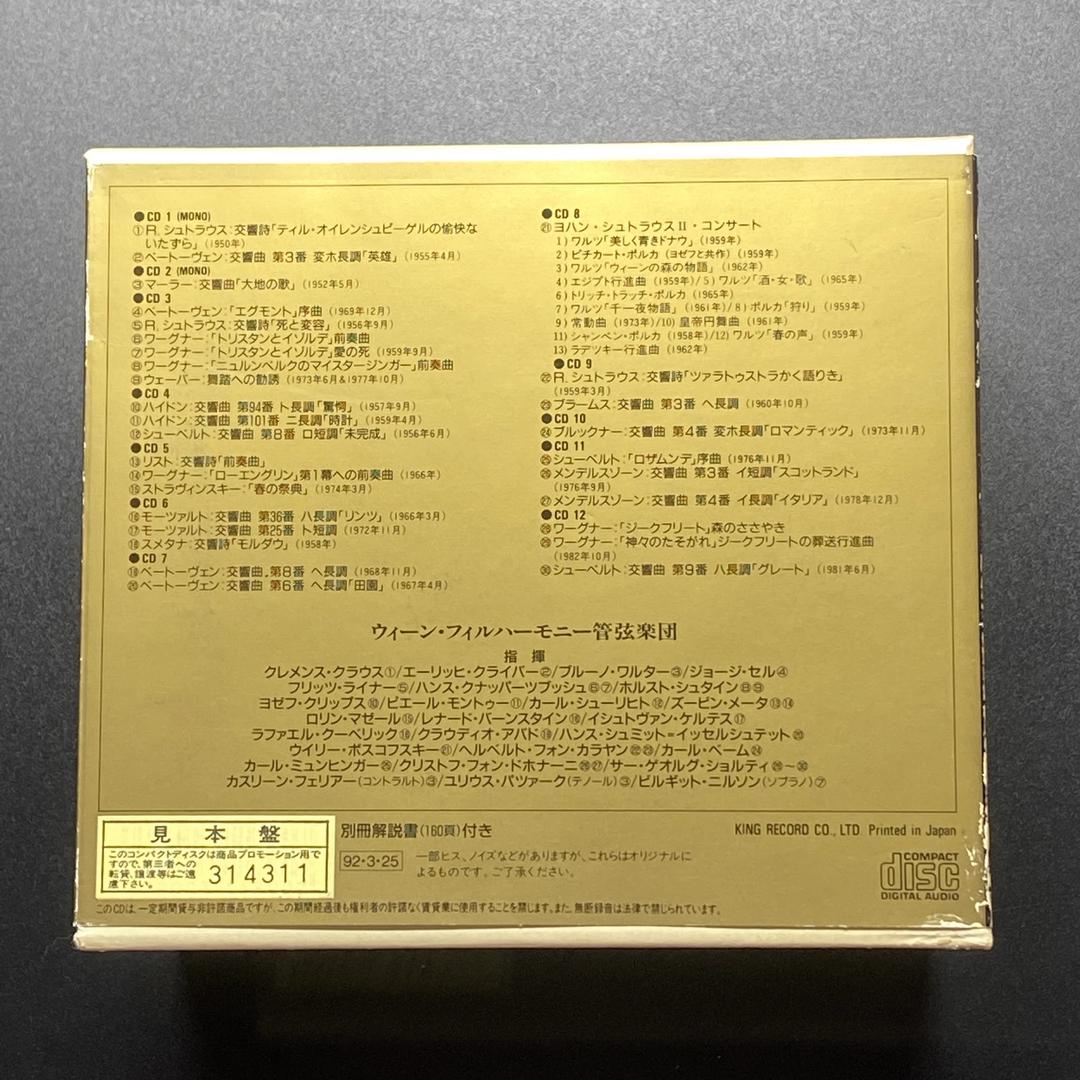 ●CD 1 (MONO)
①R. シュトラウス:交響詩「ティル・オイレンシュピーゲルの愉快な
いたずら」(1950年)
②ベートーヴェン:交響曲 第3番 変ホ長調「英雄」(1955年4月)
●CD 2 (MONO)
③マーラー:交響曲「大地の歌」(1952年5月)
●CD 3
④ベートーヴェン:「エグモント」序曲(1969年12月)
⑤R. シュトラウス:交響詩「死と変容」(1956年9月)
⑥ワーグナー:「トリスタンとイゾルデ」前奏曲
⑦ワーグナー:「トリスタンとイゾルデ」愛の死(1959年9月)
⑧ワーグナー:「ニュルンベルクのマイスタージンガー」前奏曲
⑨ウェーバー:舞踏への勧誘(1973年6月&1977年10月)
●CD 4
⑩ハイドン:交響曲 第94番 ト長調「驚愕」(1957年9月)
⑪ハイドン:交響曲 第101番 ニ長調「時計」(1959年4月)
⑫シューベルト:交響曲 第8番 ロ短調「未完成」(1956年6月)
●CD 5
⑬リスト:交響詩「前奏曲」
⑭ワーグナー:「ローエングリン」第1幕への前奏曲(1966年)
⑮ストラヴィンスキー:「春の祭典」(1974年3月)
●CD 6
⑯モーツァルト:交響曲 第36番 ハ長調「リンツ」(1966年3月)
⑰モーツァルト:交響曲 第25番 ト短調(1972年11月)
⑱スメタナ:交響詩「モルダウ」(1958年)
●CD 7
⑲ベートーヴェン:交響曲 第8番 ヘ長調(1968年11月)
⑳ベートーヴェン:交響曲 第6番 ヘ長調「田園」(1967年4月)
●CD 8
㉑ヨハン・シュトラウスII・コンサート
1) ワルツ「美しく青きドナウ」(1959年)
2) ピチカート・ポルカ(ヨゼフと共作)(1959年)
3) ワルツ「ウィーンの森の物語」(1962年)
4) エジプト行進曲(1959年)/5) ワルツ「酒・女・歌」(1965年)
6) トリッチ・トラッチ・ポルカ(1965年)
7) ワルツ「千一夜物語」(1961年)/8) ポルカ「狩り」(1959年)
9) 常動曲(1973年)/10) 皇帝円舞曲(1961年)
11) シャンペン・ポルカ(1958年)/12) ワルツ「春の声」(1959年)
13) ラデツキー行進曲(1962年)
●CD 9
㉒R. シュトラウス:交響詩「ツァラトゥストラかく語りき」
(1959年3月)
㉓ブラームス:交響曲 第3番 ヘ長調(1960年10月)
●CD 10
㉔ブルックナー:交響曲 第4番 変ホ長調「ロマンティック」(1973年11月)
●CD 11
㉕シューベルト:「ロザムンデ」序曲(1976年11月)
㉖メンデルスゾーン:交響曲 第3番 イ短調「スコットランド」
(1976年9月)
㉗メンデルスゾーン:交響曲 第4番 イ長調「イタリア」(1978年12月)
●CD 12
㉘ワーグナー:「ジークフリート」森のささやき
㉙ワーグナー:「神々のたそがれ」ジークフリートの葬送行進曲
(1982年10月)
㉚シューベルト:交響曲 第9番 ハ長調「グレート」(1981年6月)
ウィーン・フィルハーモニー管弦楽団
指揮
クレメンス・クラウス①/エーリッヒ・クライバー②/ブルーノ・ワルター③/ジョージ・セル④
フリッツ・ライナー⑤/ハンス・クナッパーツブッシュ⑥⑦/ホルスト・シュタイン⑧⑨
ヨゼフ・クリップス⑩/ピエール・モントゥー⑪/カール・シューリヒト⑫/ズービン・メータ⑬⑭
ロリン・マゼール⑮/レナード・バーンスタイン⑯/イシュトヴァン・ケルテス⑰
ラファエル・クーベリック⑱/クラウディオ・アバド⑲/ハンス・シュミット=イッセルシュテット⑳
ウイリー・ボスコフスキー㉑/ヘルベルト・フォン・カラヤン㉒㉓/カール・ベーム㉔
カール・ミュンヒンガー㉕/クリストフ・フォン・ドホナーニ㉖㉗/サー・ゲオルグ・ショルティ㉘〜㉚
カスリーン・フェリアー(コントラルト)③/ユリウス・パツァーク(テノール)③/ビルギット・ニルソン(ソプラノ)⑦
見本盤
このコンパクトディスクは商品プロモーション用で
すので、第三者への
転貸、譲渡等はご遠
慮下さい。
314311
別冊解説書(160頁)付き
KING RECORD CO., LTD. Printed in Japan
92・3・25
一部ヒス、ノイズなどがありますが、これらはオリジナルに
よるものです。ご了承ください。
COMPACT
disc
DIGITAL AUDIO
このCDは、一定期間貸与非許諾商品ですが、この期間経過後も権利者の許諾なく賃貸業に使用することを禁じます。また、無断録音は法律で禁じられています。